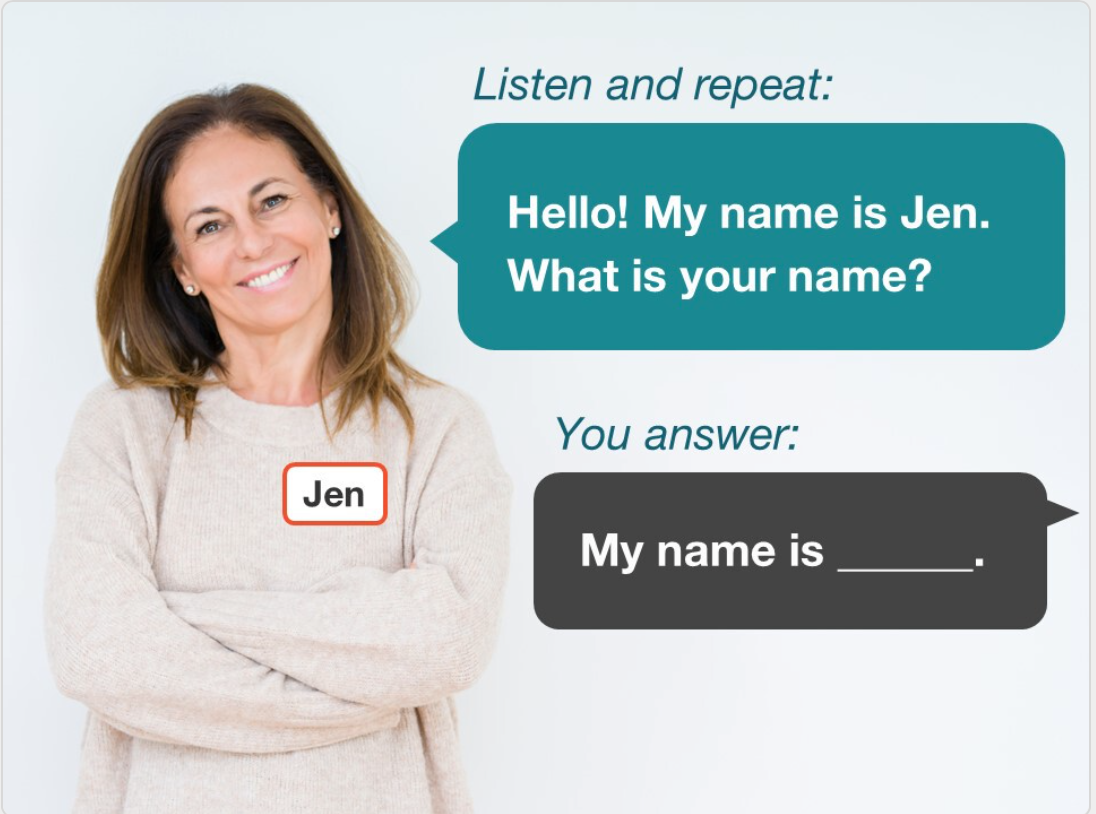 Listen and repeat:
Hello! My name is Jen.
What is your name?
Jen
You answer:
My name is ______.